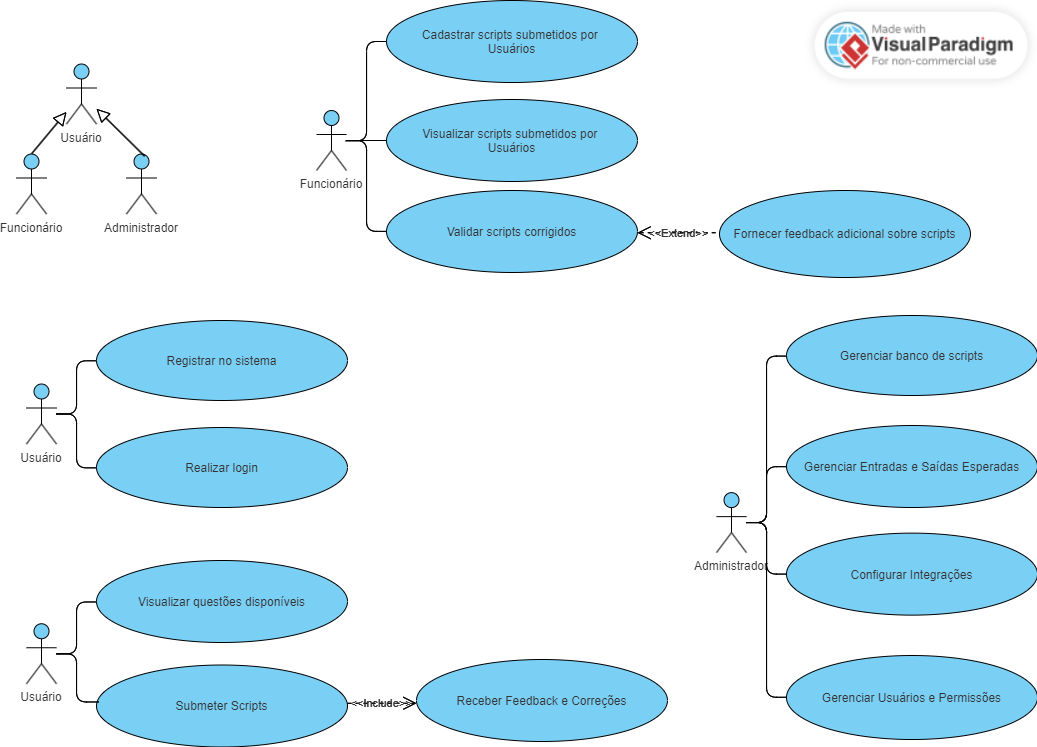 Cadastrar scripts submetidos por
Usuários
Made with
Visual Paradigm
For non-commercial use
Usuário
Visualizar scripts submetidos por
Usuários
Funcionário
Funcionário
Administrador
Validar scripts corrigidos
<<Extend>>
Fornecer feedback adicional sobre scripts
Registrar no sistema
Gerenciar banco de scripts
Usuário
Realizar login
Gerenciar Entradas e Saídas Esperadas
Administrador
Configurar Integrações
Visualizar questões disponíveis
Usuário
Submeter Scripts
<<Include>>
Receber Feedback e Correções
Gerenciar Usuários e Permissões